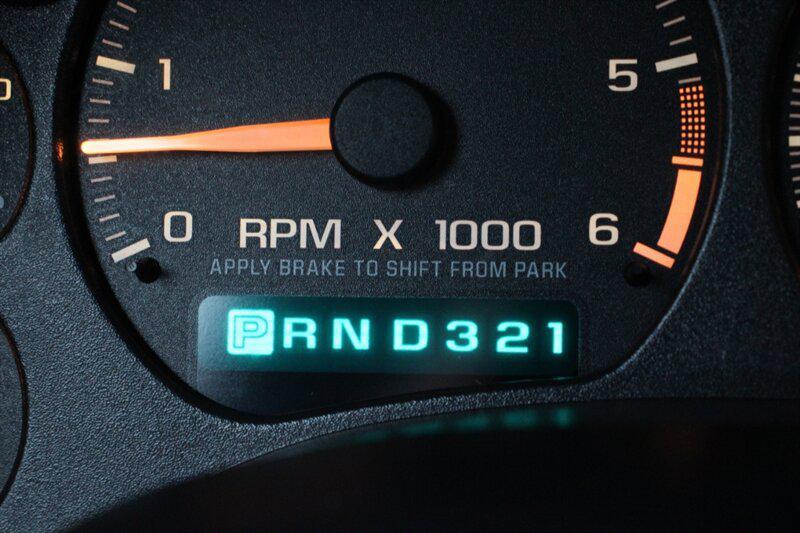 1 5
0 RPM X 1000 6
APPLY BRAKE TO SHIFT FROM PARK
PRND321